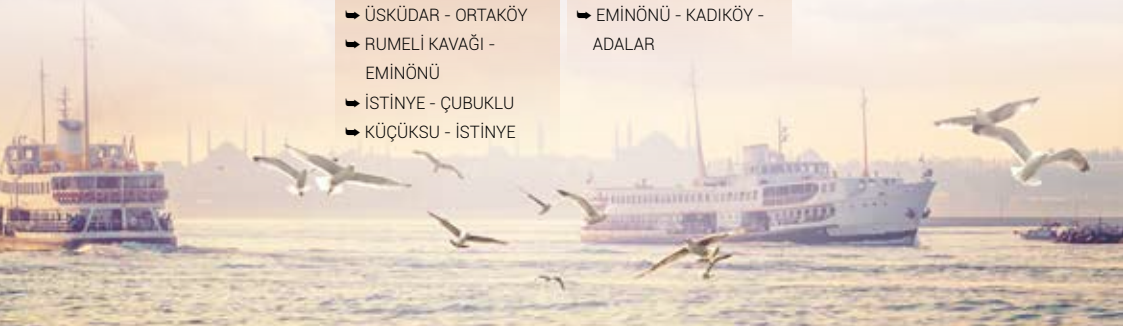 ➥ ÜSKÜDAR - ORTAKÖY
➥ RUMELİ KAVAĞI -
EMİNÖNÜ
➥ İSTİNYE - ÇUBUKLU
➥ KÜÇÜKSU - İSTİNYE
➥ EMİNÖNÜ - KADIKÖY -
ADALAR